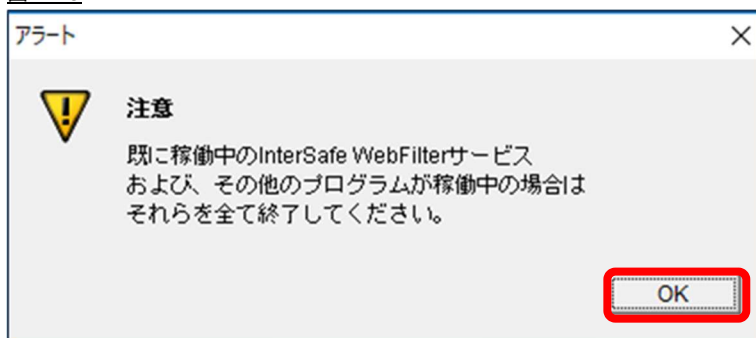 アラート
注意
既に稼働中のInterSafe WebFilterサービス
および、その他のプログラムが稼働中の場合は
それらを全て終了してください。
OK